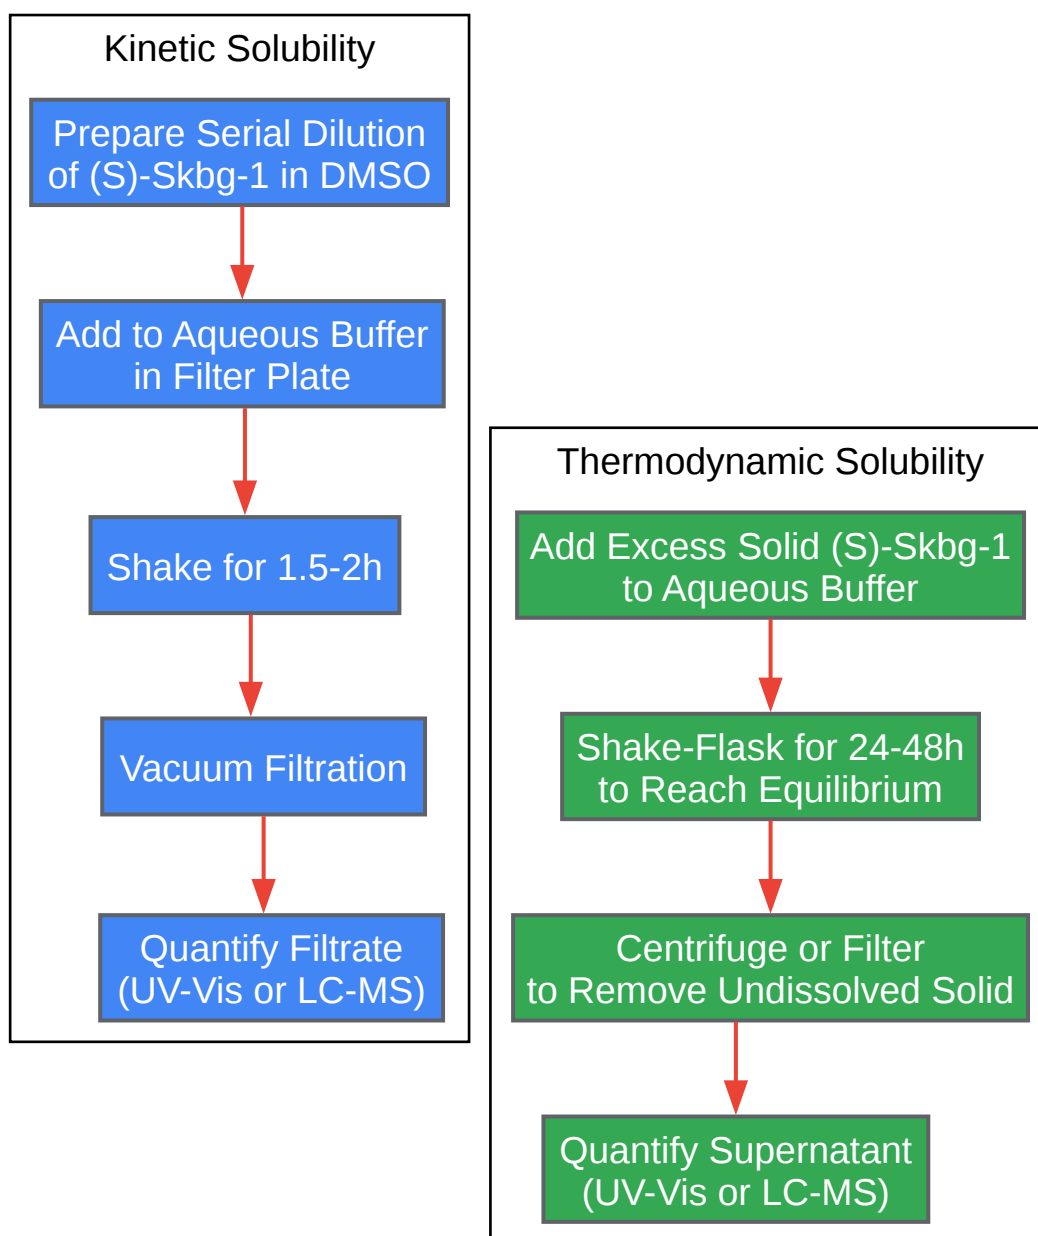 Kinetic Solubility
Prepare Serial Dilution
of (S)-Skbg-1 in DMSO
Add to Aqueous Buffer
in Filter Plate
Shake for 1.5-2h
Vacuum Filtration
Quantify Filtrate
(UV-Vis or LC-MS)
Thermodynamic Solubility
Add Excess Solid (S)-Skbg-1
to Aqueous Buffer
Shake-Flask for 24-48h
to Reach Equilibrium
Centrifuge or Filter
to Remove Undissolved Solid
Quantify Supernatant
(UV-Vis or LC-MS)